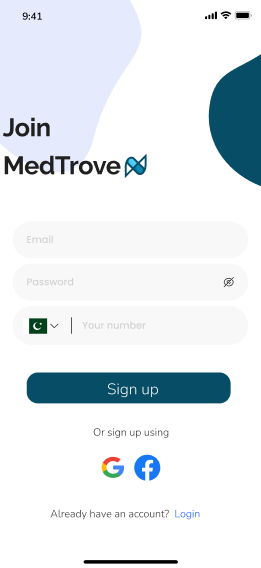 9:41
Join
MedTrove
Email
Password
Your number
Sign up
Or sign up using
Already have an account? Login